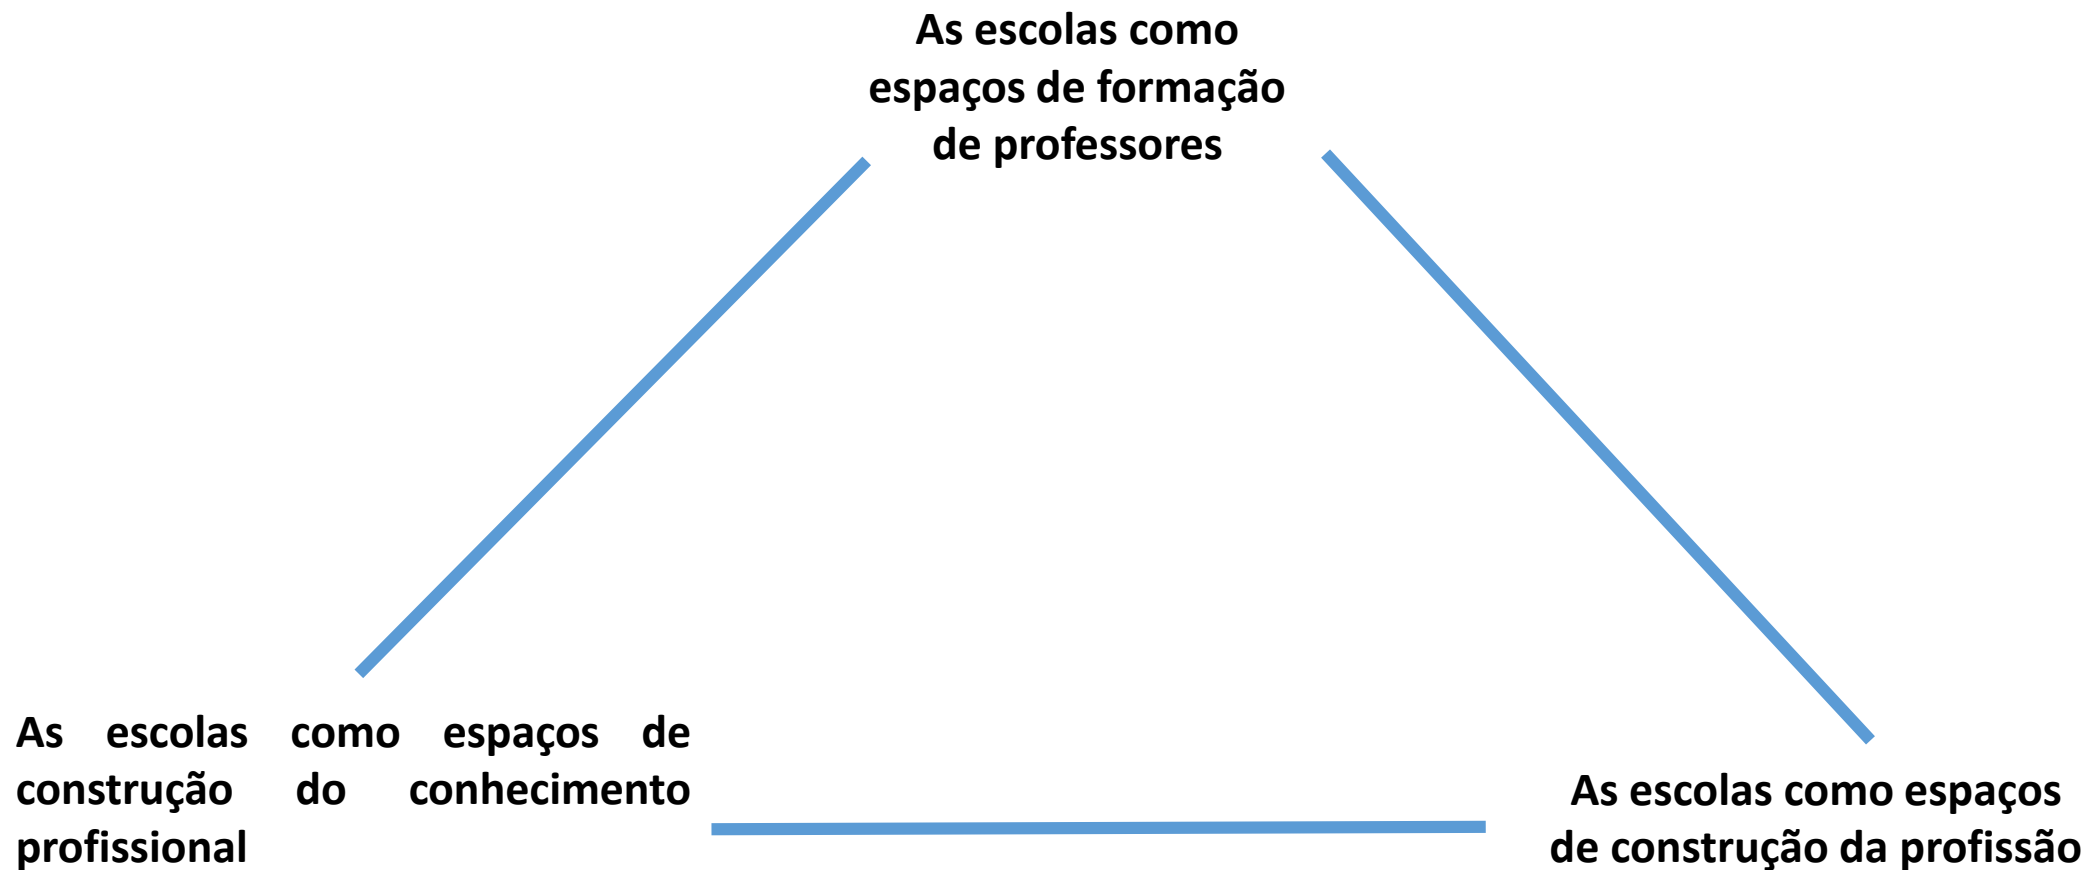 As escolas como
espaços de formação
de professores
As escolas como espaços de
construção do conhecimento
profissional
As escolas como espaços
de construção da profissão